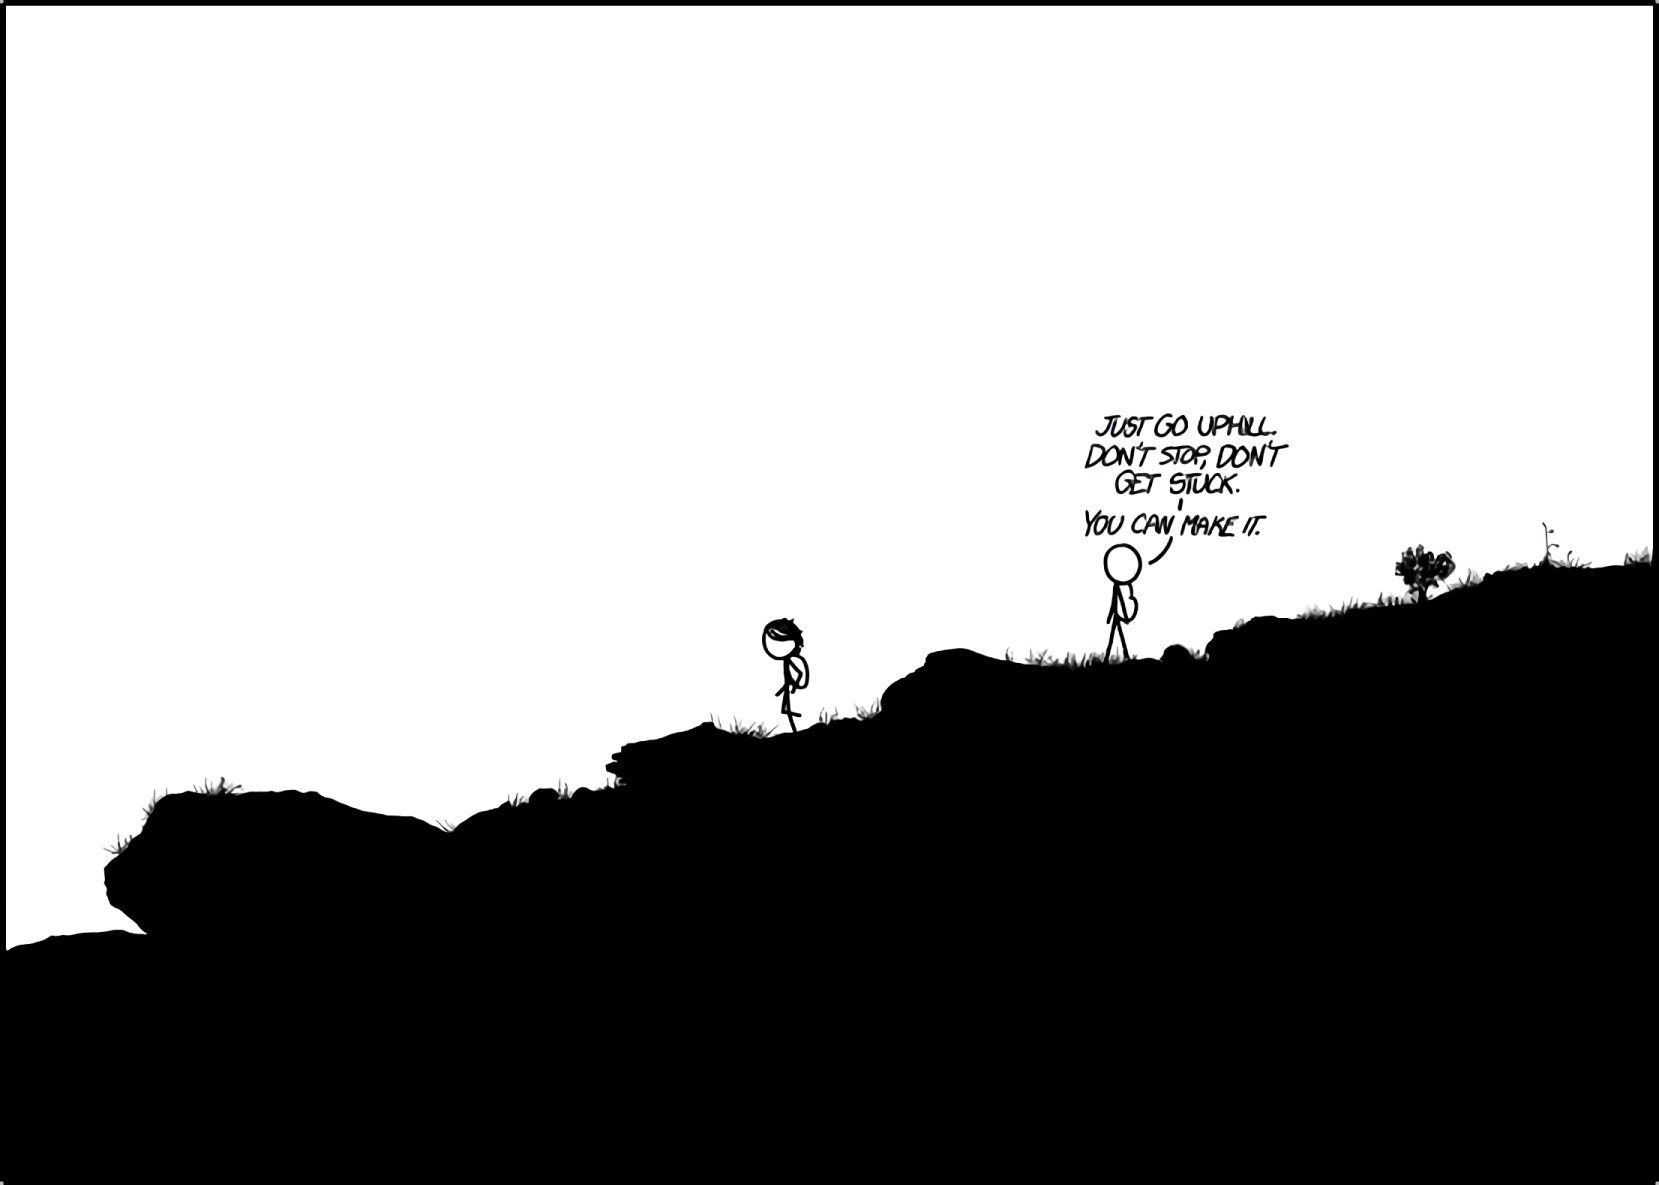 JUST GO UPHILL.
DON'T STOP, DON'T
GET STUCK.
YOU CAN MAKE IT.